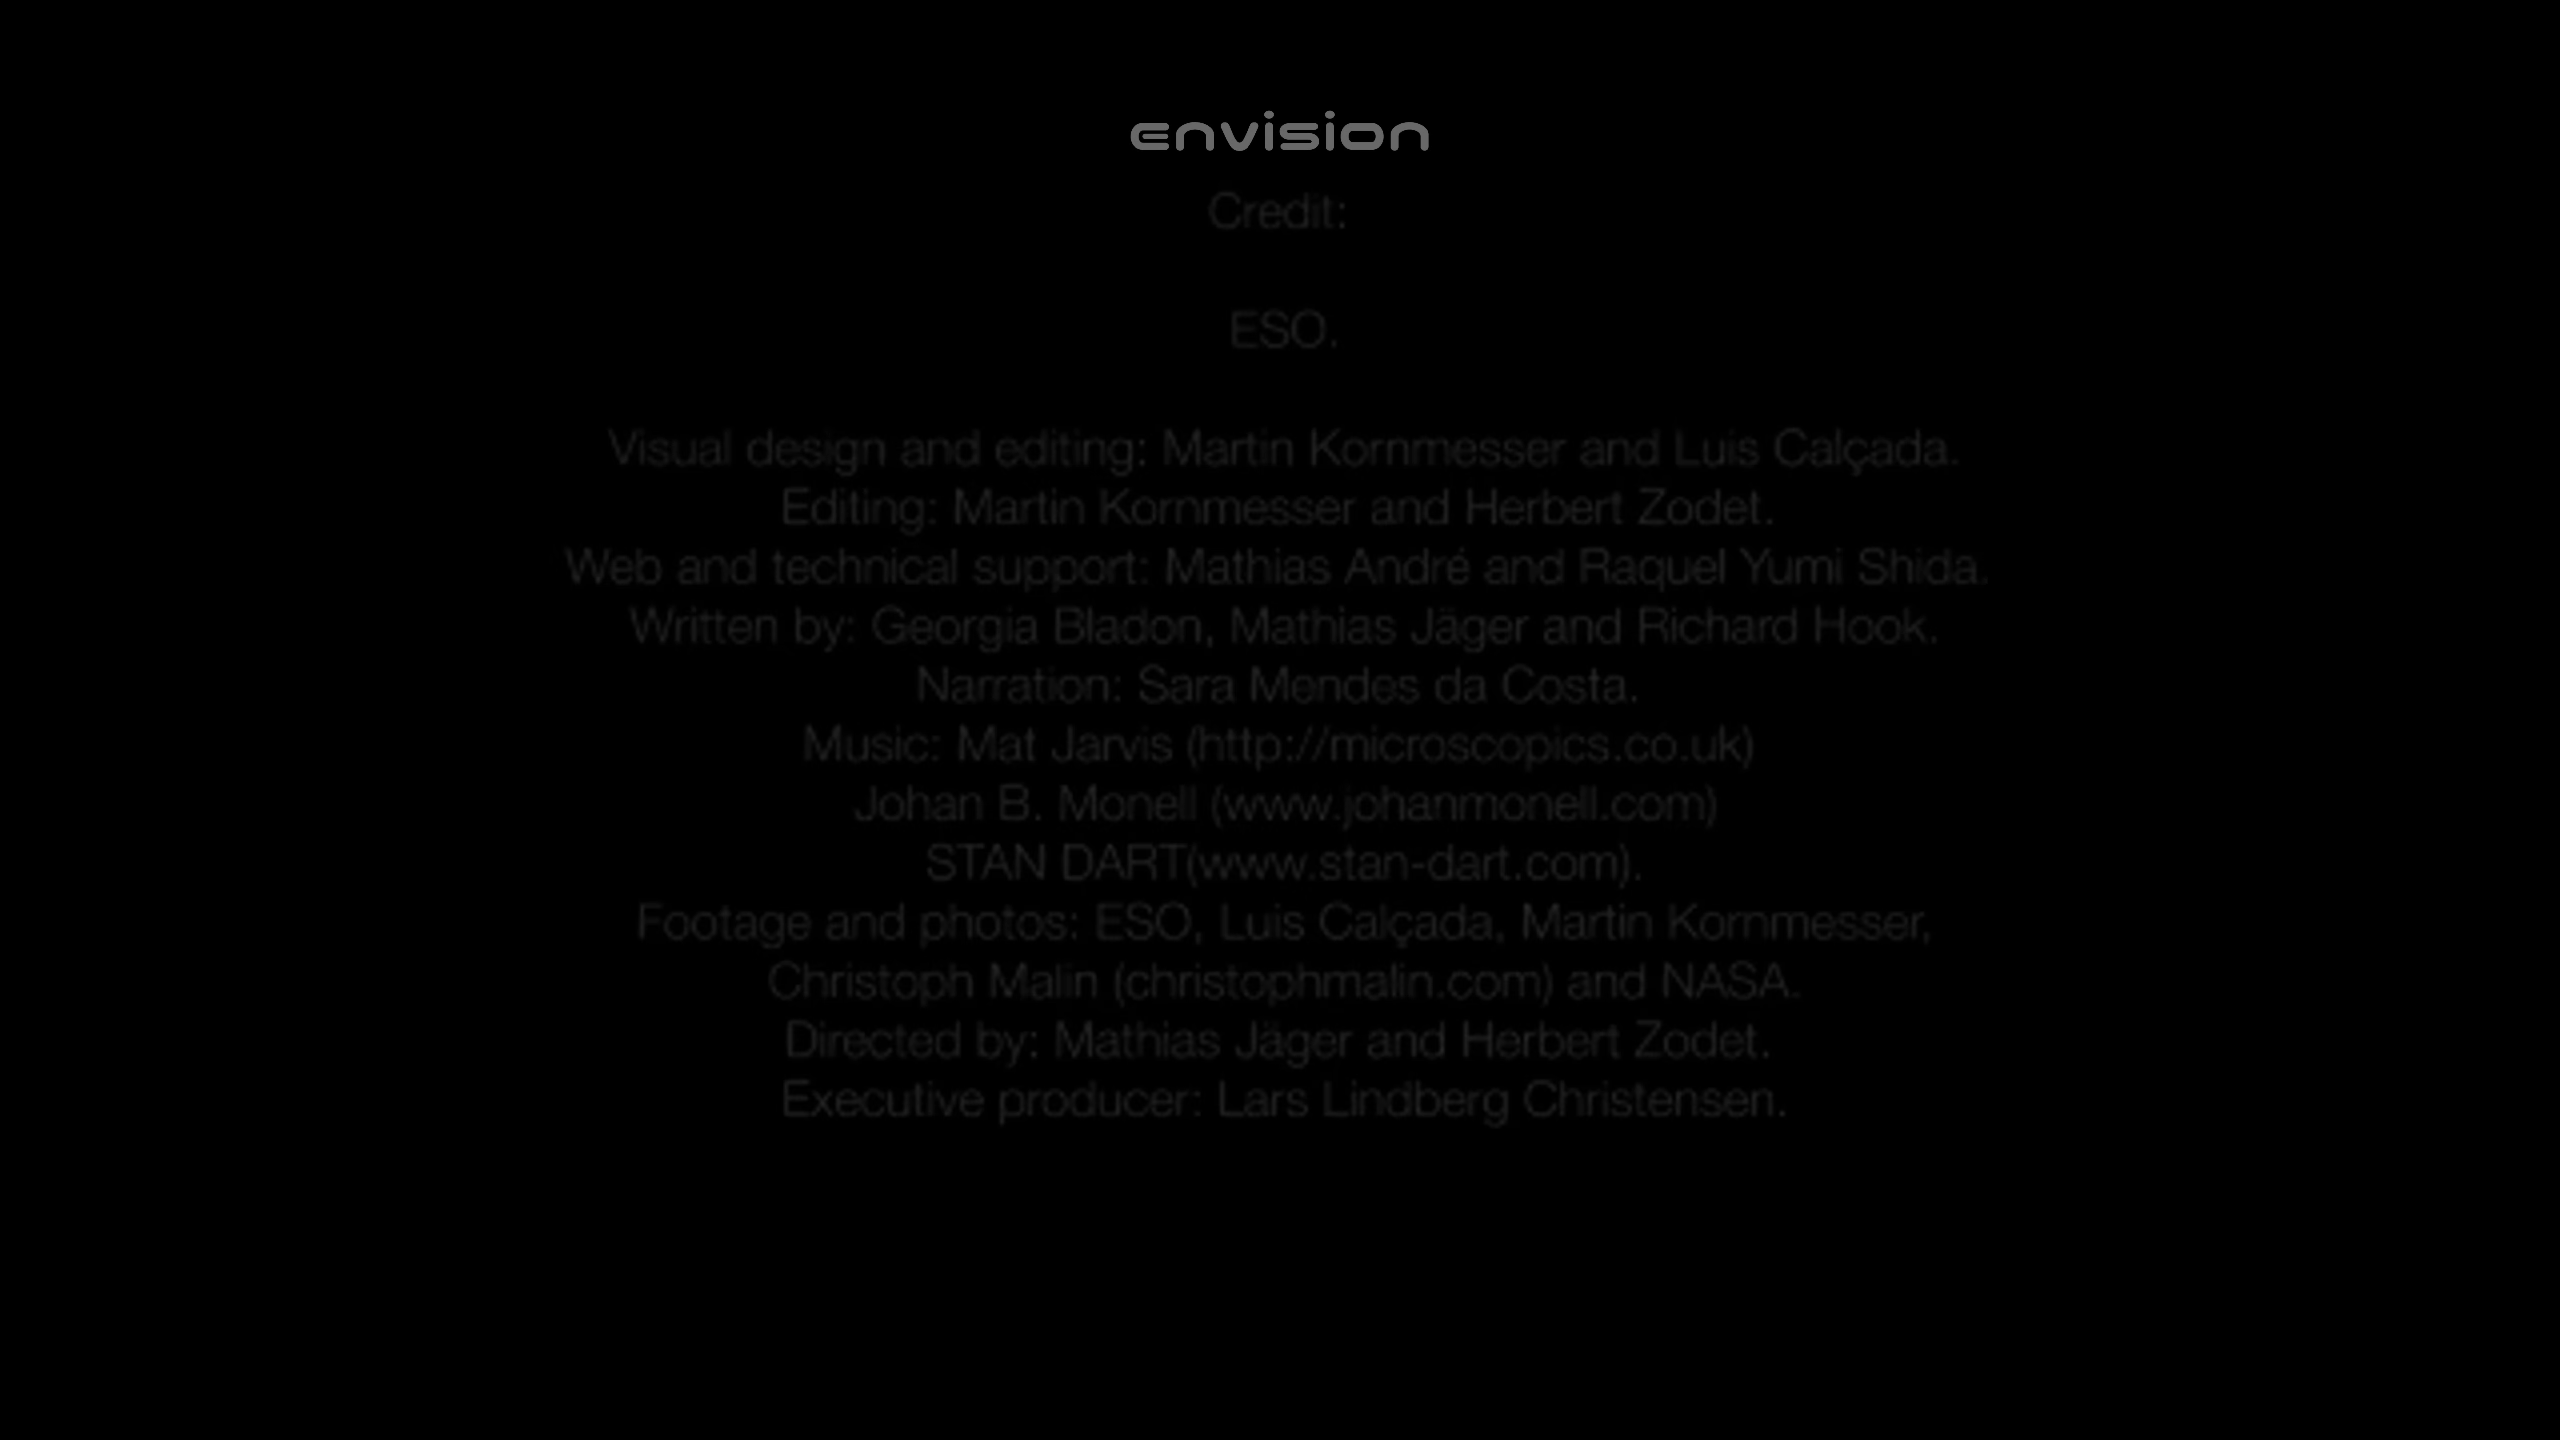 envision
Credit:
ESO.
Visual design and editing: Martin Kornmesser and Luis Calçada.
Editing: Martin Kornmesser and Herbert Zodet.
Web and technical support: Mathias André and Raquel Yumi Shida.
Written by: Georgia Bladon, Mathias Jäger and Richard Hook.
Narration: Sara Mendes da Costa.
Music: Mat Jarvis (http://microscopics.co.uk)
Johan B. Monell (www.johanmonell.com)
STAN DART(www.stan-dart.com).
Footage and photos: ESO, Luis Calçada, Martin Kornmesser,
Christoph Malin (christophmalin.com) and NASA.
Directed by: Mathias Jäger and Herbert Zodet.
Executive producer: Lars Lindberg Christensen.